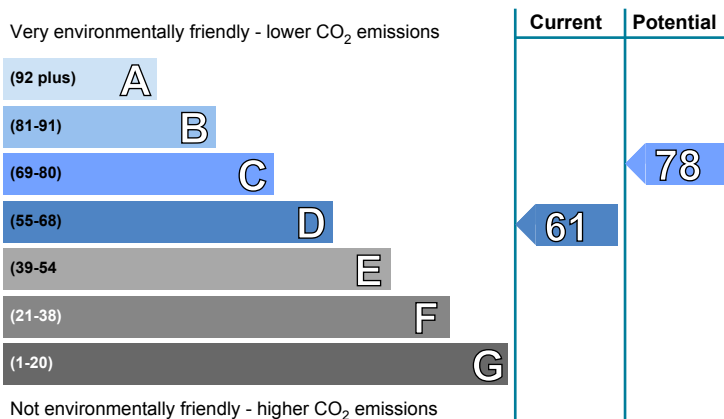 Current Potential
Very environmentally friendly - lower CO2 emissions
(92 plus) A
(81-91) B
(69-80) C
78
(55-68) D
61
(39-54 E
(21-38) F
(1-20) G
Not environmentally friendly - higher CO2 emissions